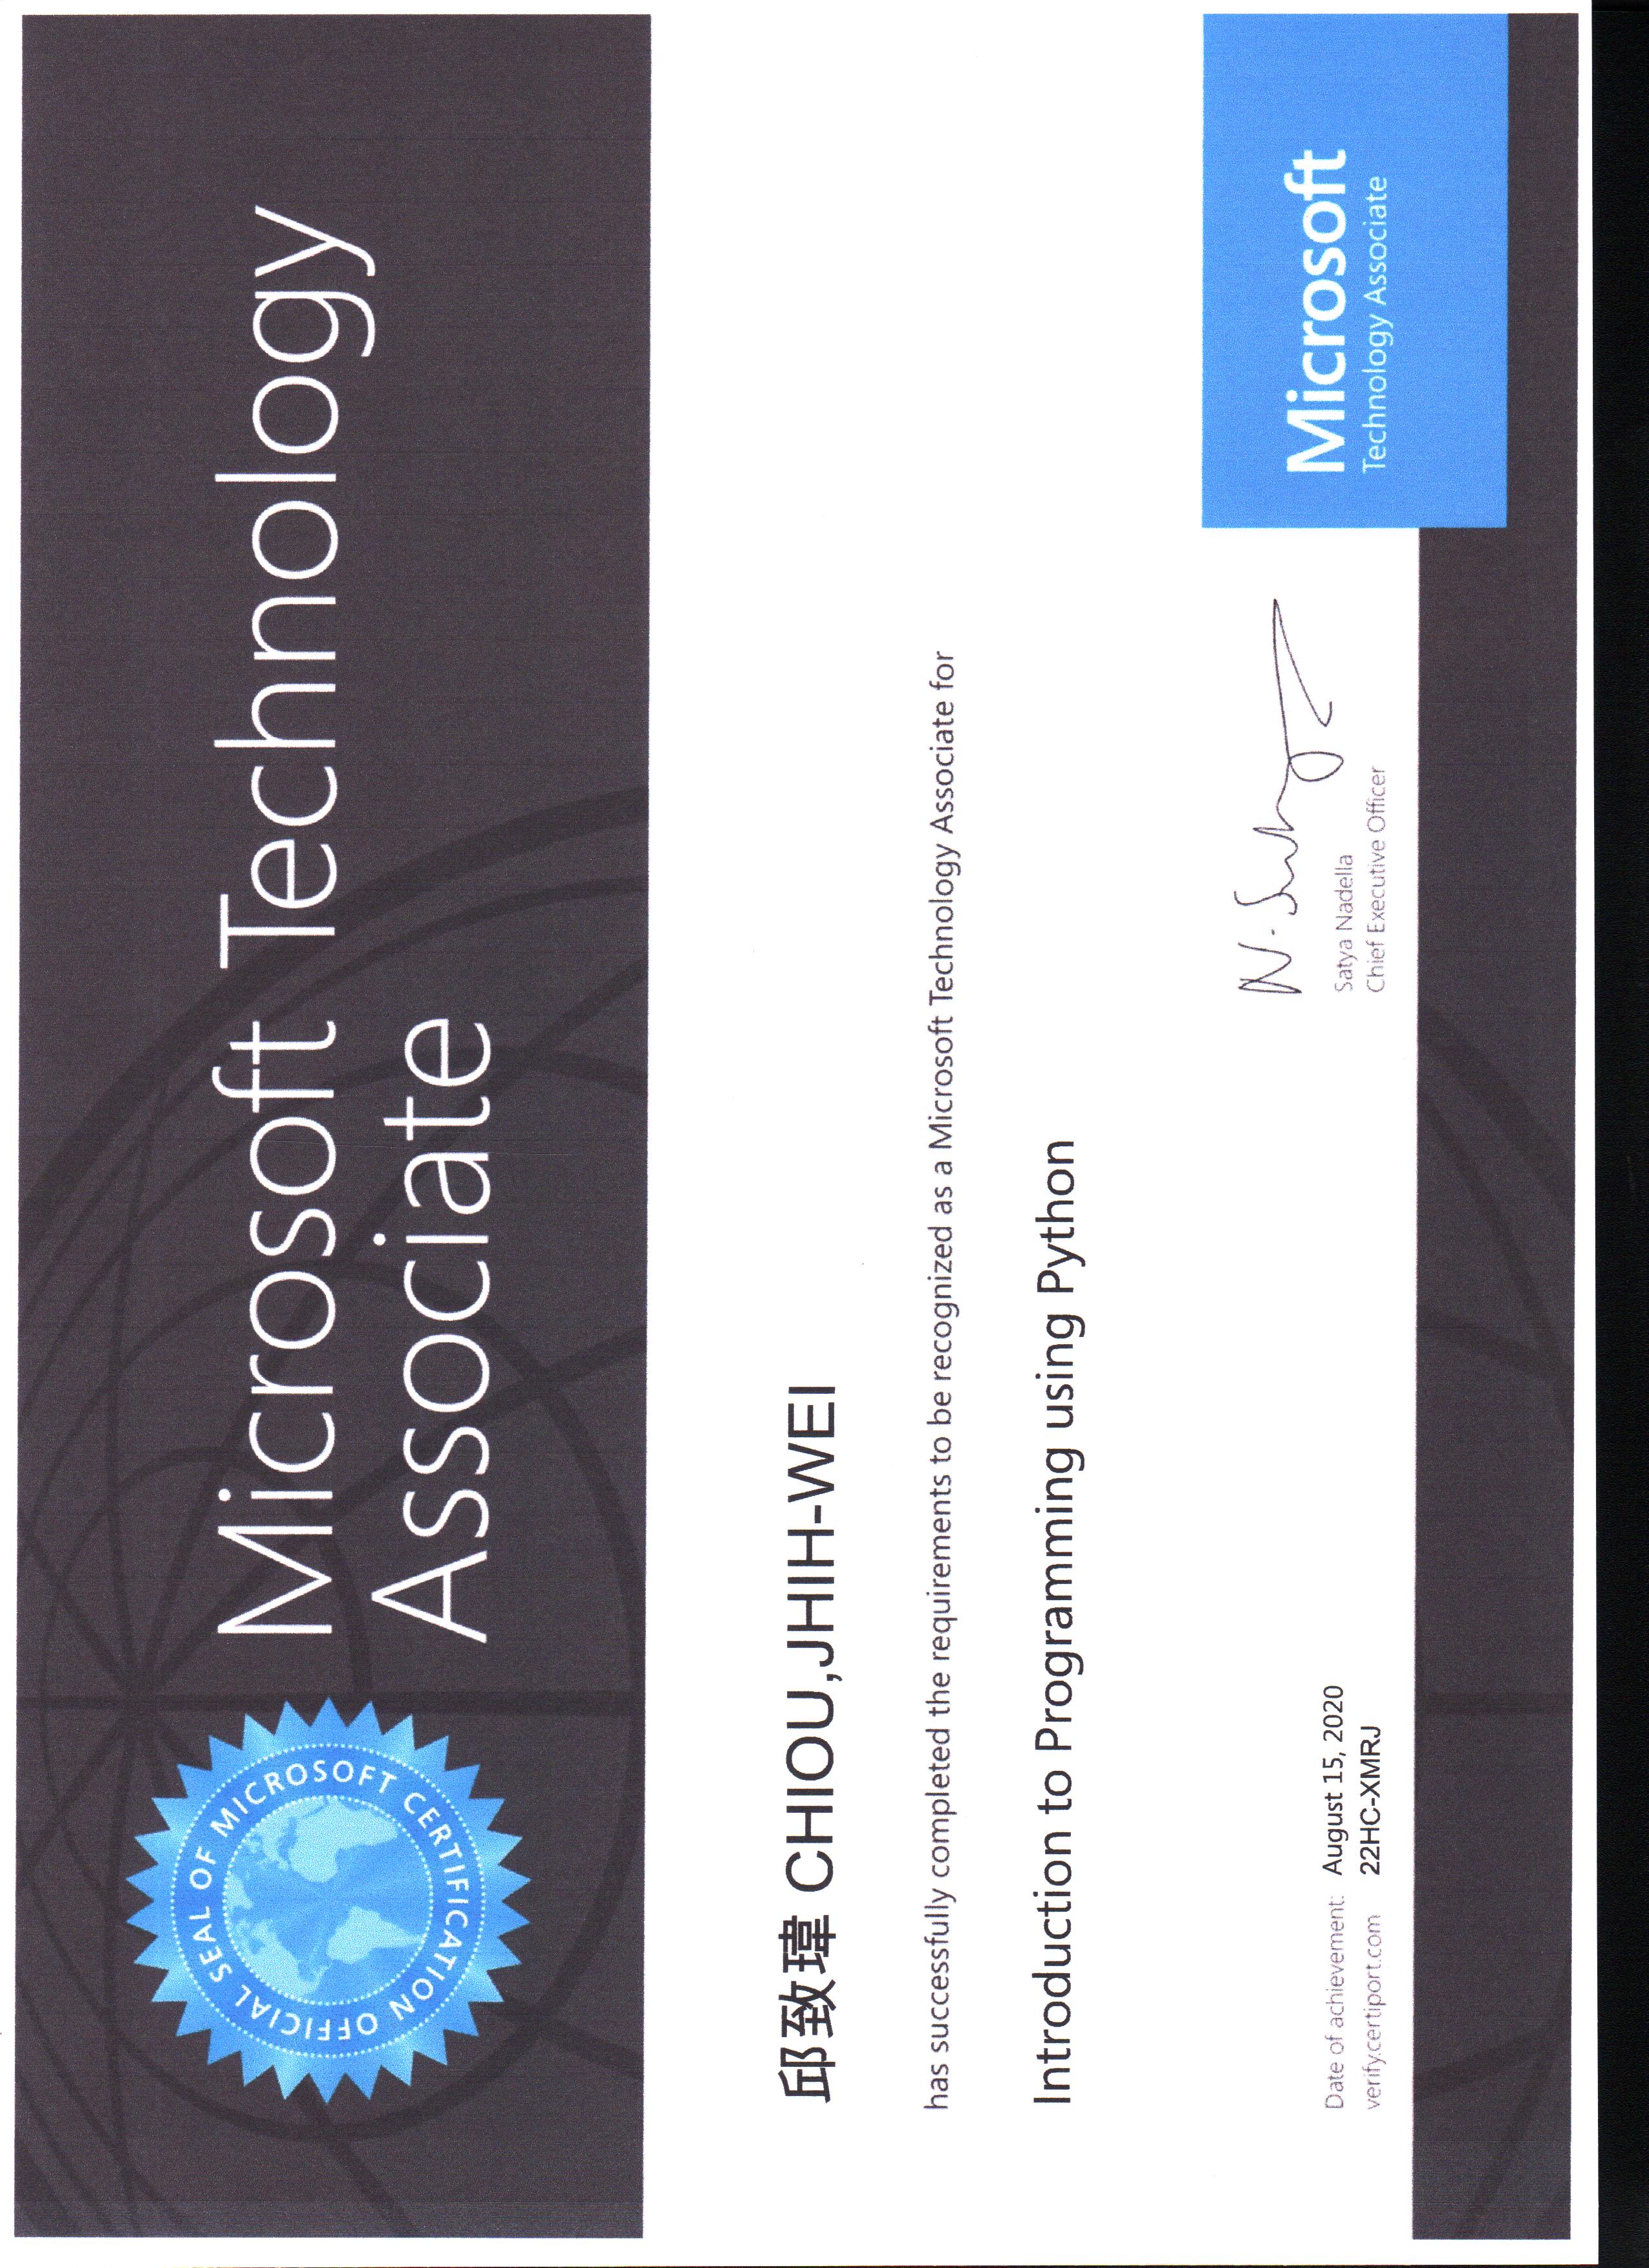 Microsoft Technology
Associate
OFFICIAL SEAL OF MICROSOFT CERTIFICATION
邱致瑋 CHIOU,JHIH-WEI
has successfully completed the requirements to be recognized as a Microsoft Technology Associate for
Introduction to Programming using Python
N. Sub
Satya Nadella
Chief Executive Officer
Date of achievement: August 15, 2020
verify.certiport.com 22HC-XMRJ
Microsoft
Technology Associate